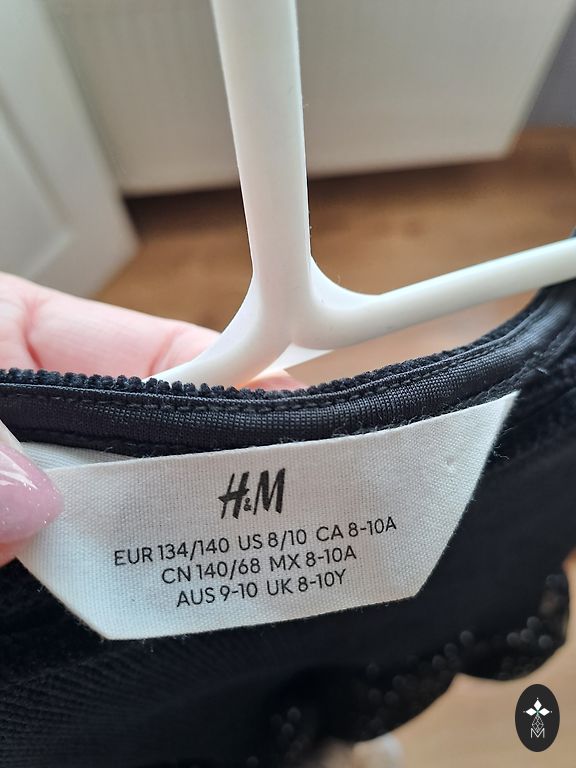 H&M
EUR 134/140 US 8/10 CA 8-10A
CN 140/68 MX 8-10A
AUS 9-10 UK 8-10Y
M